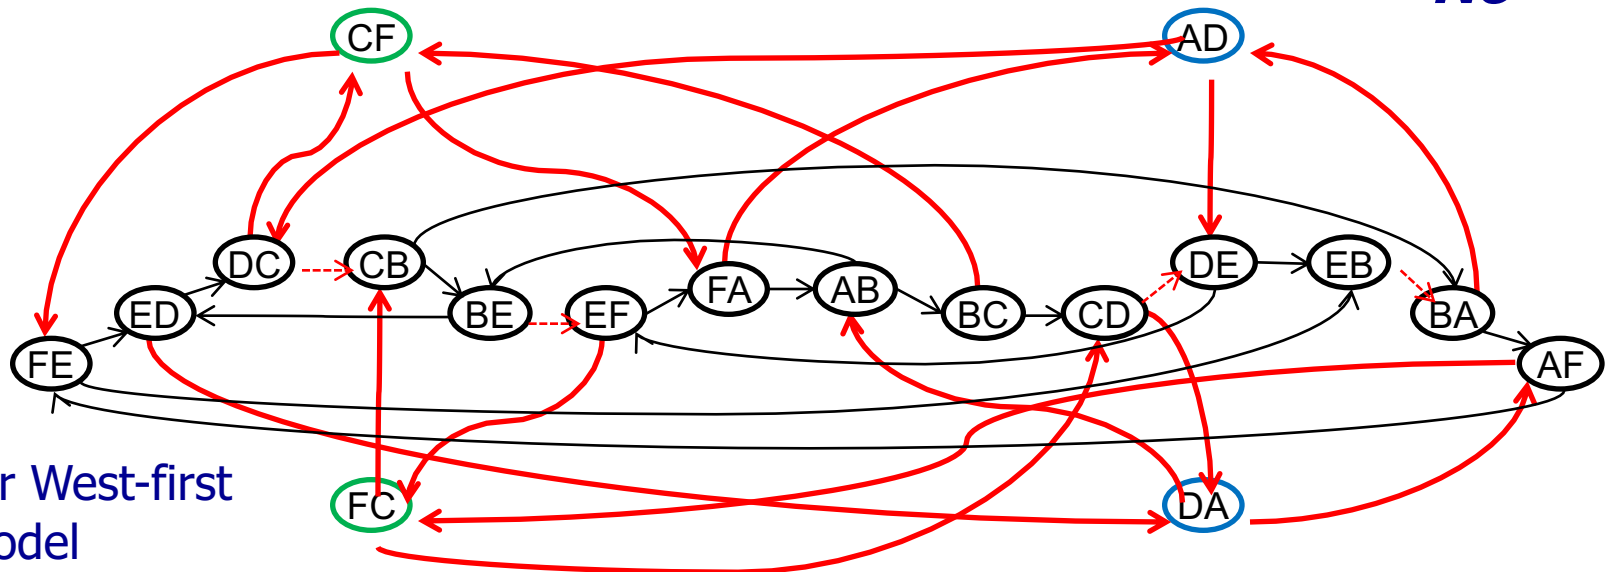 CF
AD
DC
CB
DE
EB
ED
BE
EF
FA
AB
BC
CD
BA
FE
AF
r West-first
FC
DA
odel